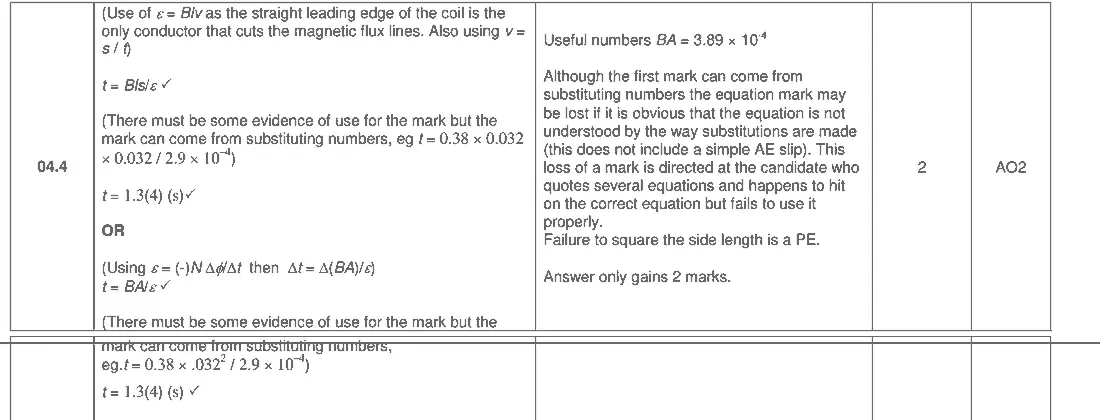 04.4
(Use of ε = Blv as the straight leading edge of the coil is the
only conductor that cuts the magnetic flux lines. Also using v =
s / t)
t = Bls/ε ✓
(There must be some evidence of use for the mark but the
mark can come from substituting numbers, eg t = 0.38 × 0.032
× 0.032 / 2.9 × 10⁻⁴)
t = 1.3(4) (s)✓
OR
(Using ε = (-)N Δϕ/Δt then Δt = Δ(BA)/ε)
t = BA/ε ✓
(There must be some evidence of use for the mark but the
mark can come from substituting numbers,
eg.t = 0.38 × .032² / 2.9 × 10⁻⁴)
t = 1.3(4) (s) ✓
Useful numbers BA = 3.89 × 10⁻⁴
Although the first mark can come from
substituting numbers the equation mark may
be lost if it is obvious that the equation is not
understood by the way substitutions are made
(this does not include a simple AE slip). This
loss of a mark is directed at the candidate who
quotes several equations and happens to hit
on the correct equation but fails to use it
properly.
Failure to square the side length is a PE.
Answer only gains 2 marks.
2
AO2